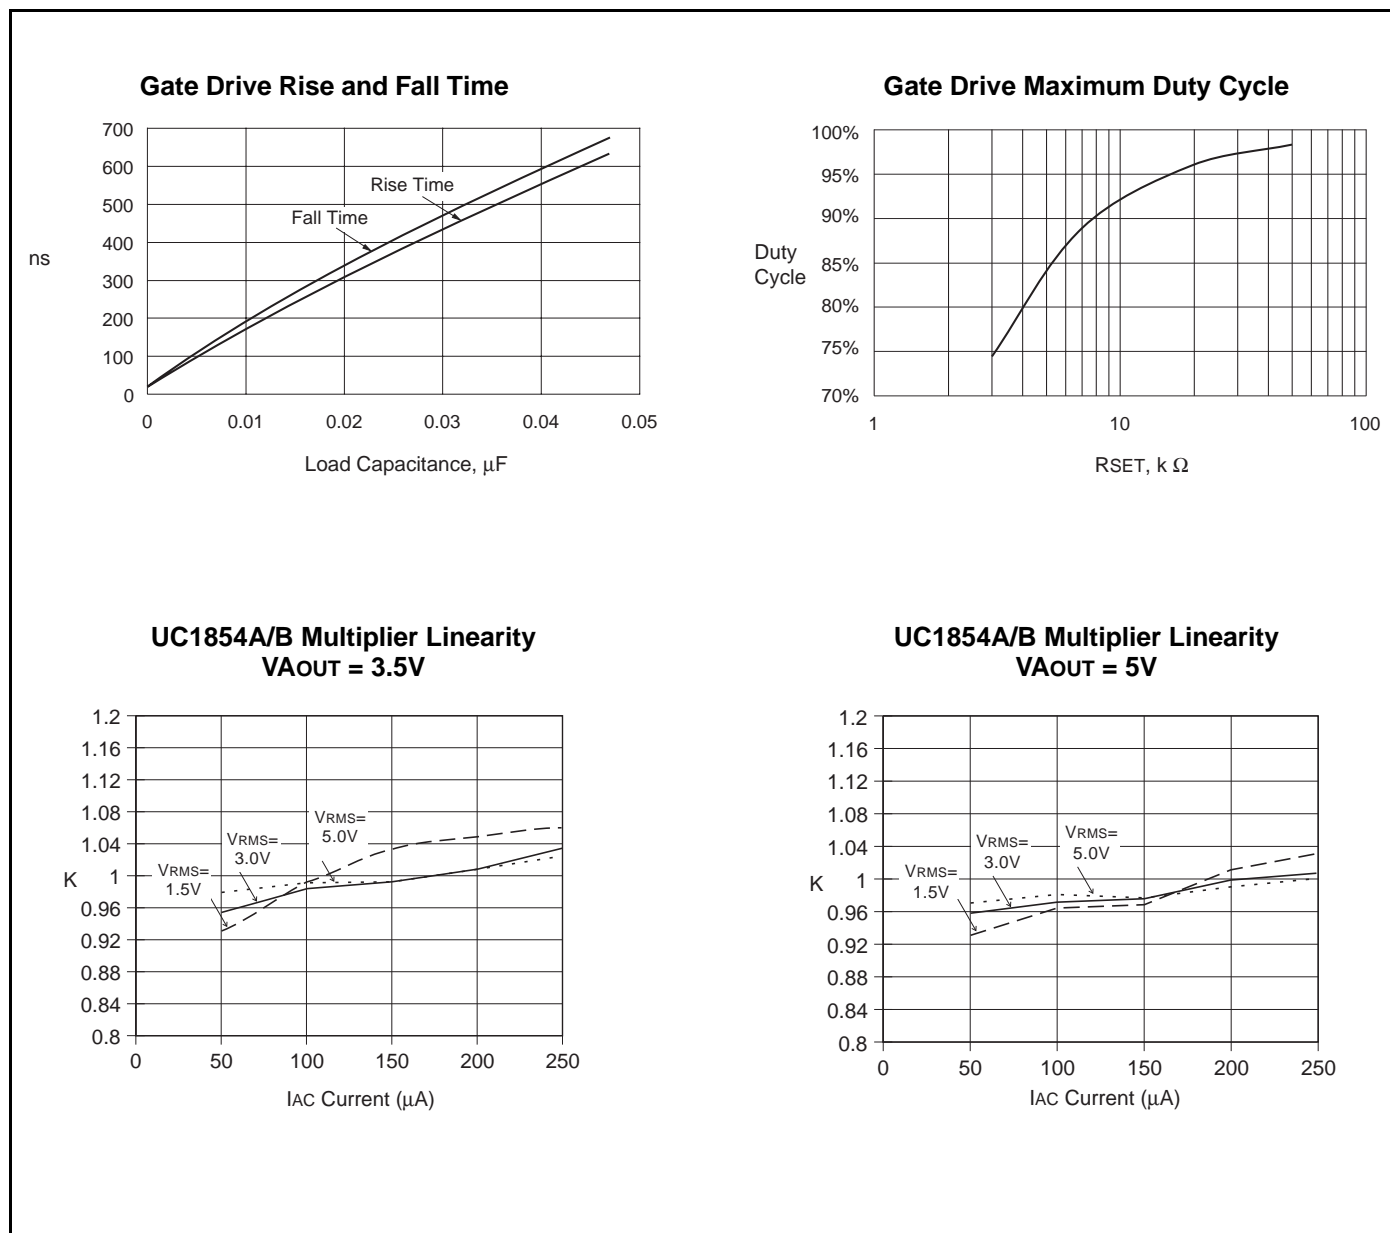 Gate Drive Rise and Fall Time
700
600
500
400
300
200
100
0
ns
Rise Time
Fall Time
0 0.01 0.02 0.03 0.04 0.05
Load Capacitance, μF
Gate Drive Maximum Duty Cycle
100%
95%
90%
85%
80%
75%
70%
Duty
Cycle
1 10 100
RSET, k Ω
UC1854A/B Multiplier Linearity
VAOUT = 3.5V
1.2
1.16
1.12
1.08
1.04
1
0.96
0.92
0.88
0.84
0.8
K
VRMS=
5.0V
VRMS=
3.0V
VRMS=
1.5V
0 50 100 150 200 250
IAC Current (μA)
UC1854A/B Multiplier Linearity
VAOUT = 5V
1.2
1.16
1.12
1.08
1.04
1
0.96
0.92
0.88
0.84
0.8
K
VRMS=
5.0V
VRMS=
3.0V
VRMS=
1.5V
0 50 100 150 200 250
IAC Current (μA)